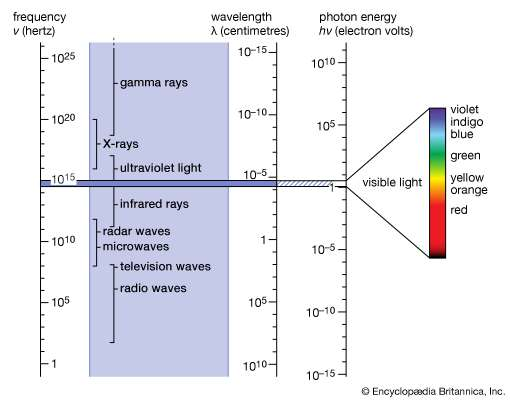 frequency
ν (hertz)
wavelength
λ (centimetres)
photon energy
hν (electron volts)
10²⁵
10²⁰
10¹⁵
10¹⁰
10⁵
1
gamma rays
X-rays
ultraviolet light
infrared rays
radar waves
microwaves
television waves
radio waves
10⁻¹⁵
10⁻¹⁰
10⁻⁵
1
10⁵
10¹⁰
10¹⁰
10⁵
1
10⁻⁵
10⁻¹⁰
10⁻¹⁵
visible light
violet
indigo
blue
green
yellow
orange
red
© Encyclopædia Britannica, Inc.